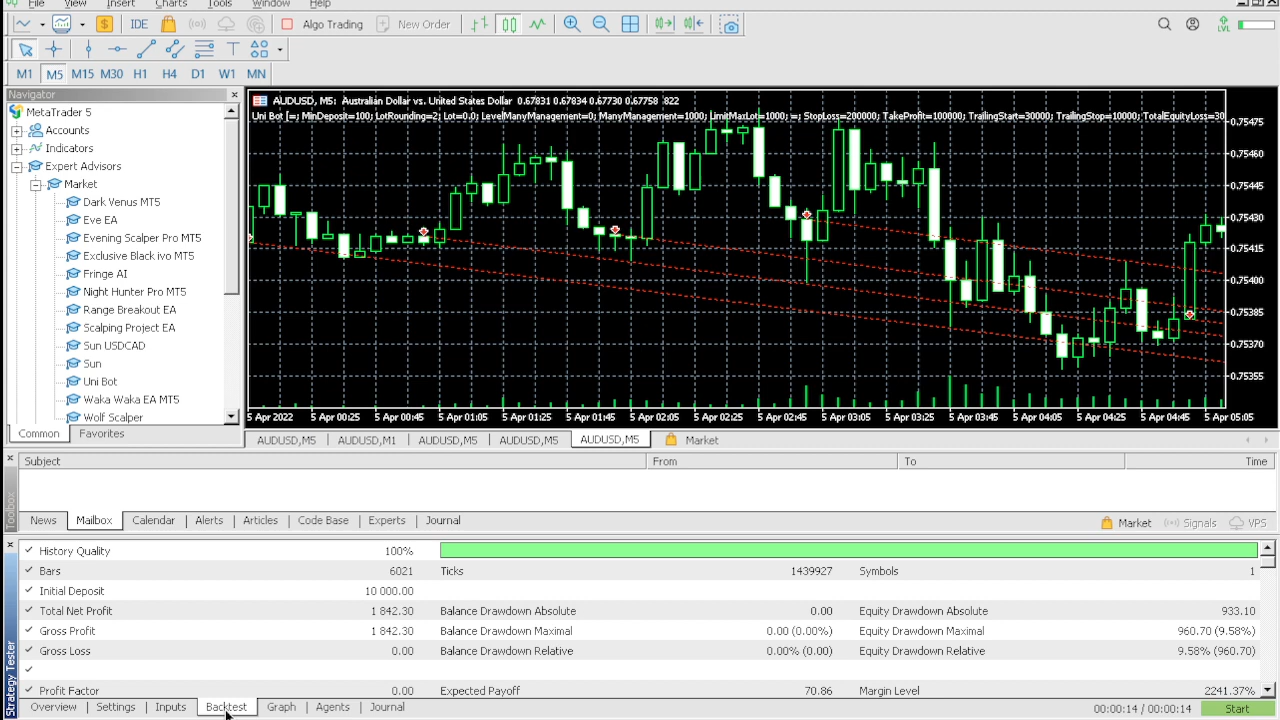 File View Insert Charts Tools Window Help
IDE Algo Trading New Order LVL
T
M1 M5 M15 M30 H1 H4 D1 W1 MN
Navigator
MetaTrader 5
Accounts
Indicators
Expert Advisors
Market
Dark Venus MT5
Eve EA
Evening Scalper Pro MT5
Exclusive Black ivo MT5
Fringe AI
Night Hunter Pro MT5
Range Breakout EA
Scalping Project EA
Sun USDCAD
Sun
Uni Bot
Waka Waka EA MT5
Wolf Scalper
Common Favorites
AUDUSD, M5: Australian Dollar vs. United States Dollar 0.67831 0.67834 0.67730 0.67758 822
Uni Bot [=; MinDeposit=100; LotRounding=2; Lot=0.0; LevelManyManagement=0; ManyManagement=1000; LimitMaxLot=1000; =; StopLoss=200000; TakeProfit=100000; TrailingStart=30000; TrailingStop=10000; TotalEquityLoss=30
0.75475
0.75460
0.75445
0.75430
0.75415
0.75400
0.75385
0.75370
0.75355
5 Apr 2022 5 Apr 00:25 5 Apr 00:45 5 Apr 01:05 5 Apr 01:25 5 Apr 01:45 5 Apr 02:05 5 Apr 02:25 5 Apr 02:45 5 Apr 03:05 5 Apr 03:25 5 Apr 03:45 5 Apr 04:05 5 Apr 04:25 5 Apr 04:45 5 Apr 05:05
AUDUSD,M5 AUDUSD,M1 AUDUSD,M5 AUDUSD,M5 AUDUSD,M5 Market
Subject From To Time
Toolbox
News Mailbox Calendar Alerts Articles Code Base Experts Journal Market Signals VPS
History Quality 100%
Bars 6021 Ticks 1439927 Symbols 1
Initial Deposit 10 000.00
Total Net Profit 1 842.30 Balance Drawdown Absolute 0.00 Equity Drawdown Absolute 933.10
Gross Profit 1 842.30 Balance Drawdown Maximal 0.00 (0.00%) Equity Drawdown Maximal 960.70 (9.58%)
Gross Loss 0.00 Balance Drawdown Relative 0.00% (0.00) Equity Drawdown Relative 9.58% (960.70)
Profit Factor 0.00 Expected Payoff 70.86 Margin Level 2241.37%
Strategy Tester
Overview Settings Inputs Backtest Graph Agents Journal 00:00:14 / 00:00:14 Start